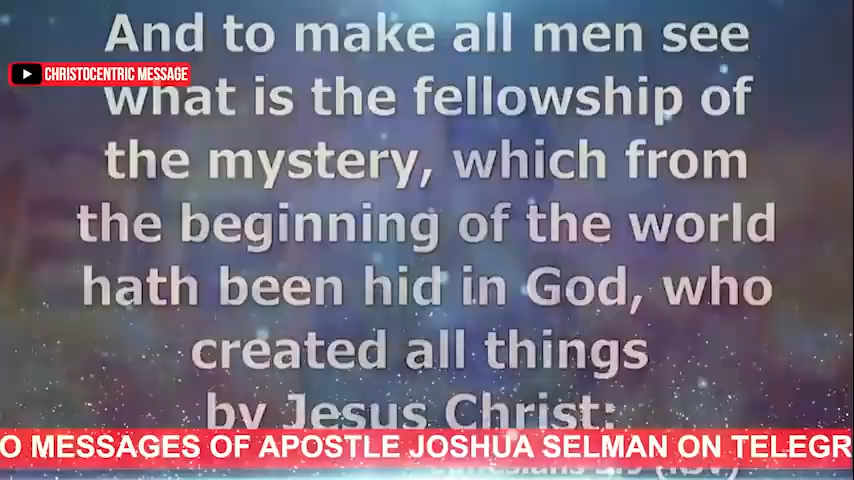 And to make all men see
CHRISTOCENTRIC MESSAGE
what is the fellowship of
the mystery, which from
the beginning of the world
hath been hid in God, who
created all things
by Jesus Christ:
O MESSAGES OF APOSTLE JOSHUA SELMAN ON TELEGR